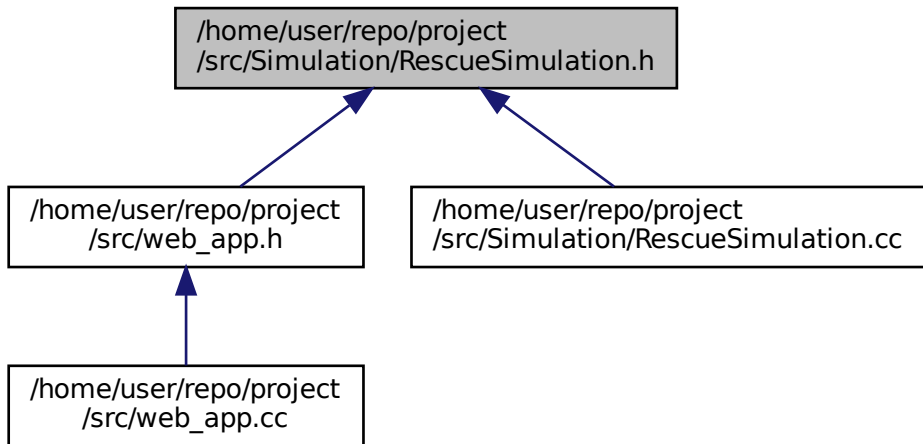 /home/user/repo/project
/src/Simulation/RescueSimulation.h
/home/user/repo/project
/src/web_app.h
/home/user/repo/project
/src/Simulation/RescueSimulation.cc
/home/user/repo/project
/src/web_app.cc